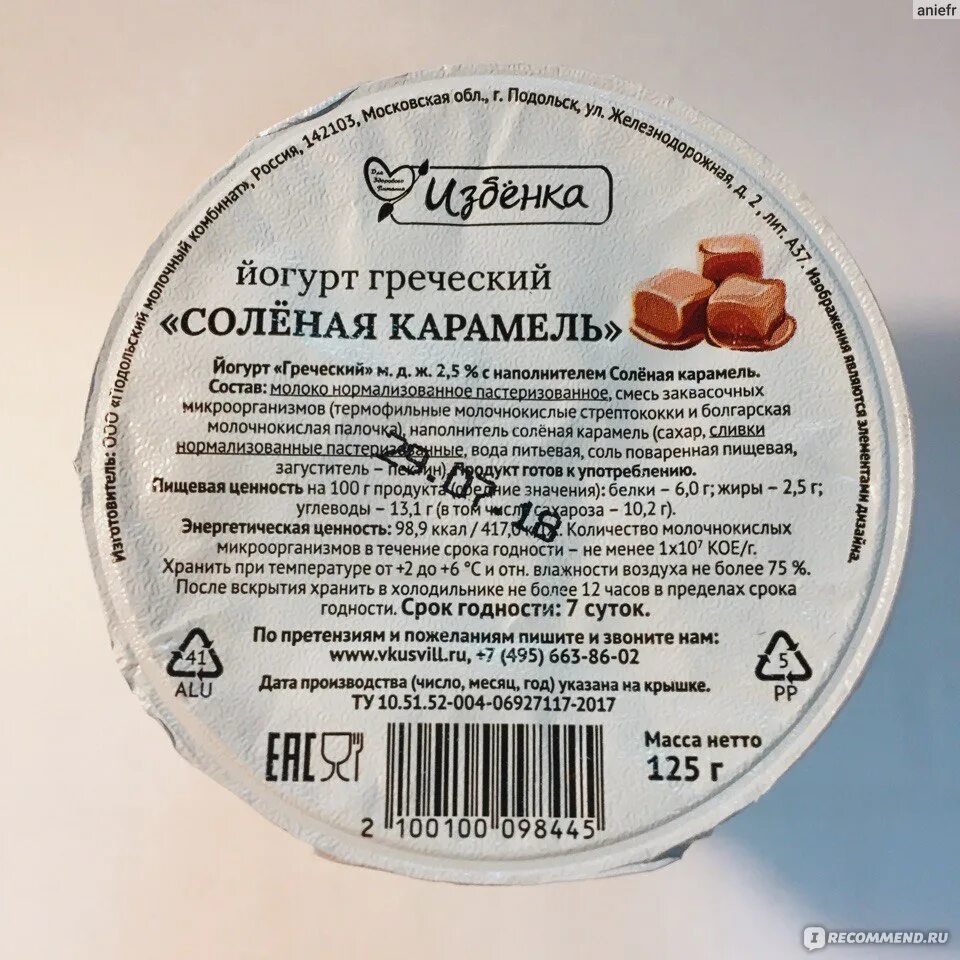 aniefr
Изготовитель: ООО «Подольский молочный комбинат», Россия, 142103, Московская обл., г. Подольск, ул. Железнодорожная, д. 2, лит. А37. Изображения являются элементами дизайна.
Для
Здорового
Питания
Избёнка
йогурт греческий
«СОЛЁНАЯ КАРАМЕЛЬ»
Йогурт «Греческий» м. д. ж. 2,5 % с наполнителем Солёная карамель.
Состав: молоко нормализованное пастеризованное, смесь заквасочных
микроорганизмов (термофильные молочнокислые стрептококки и болгарская
молочнокислая палочка), наполнитель солёная карамель (сахар, сливки
нормализованные пастеризованные, вода питьевая, соль поваренная пищевая,
загуститель – пектин). Продукт готов к употреблению.
Пищевая ценность на 100 г продукта (средние значения): белки – 6,0 г; жиры – 2,5 г;
углеводы – 13,1 г (в том числе сахароза – 10,2 г).
Энергетическая ценность: 98,9 ккал / 417, Количество молочнокислых
микроорганизмов в течение срока годности – не менее 1х10⁷ КОЕ/г.
Хранить при температуре от +2 до +6 °С и отн. влажности воздуха не более 75 %.
После вскрытия хранить в холодильнике не более 12 часов в пределах срока
годности. Срок годности: 7 суток.
29.07.18
По претензиям и пожеланиям пишите и звоните нам:
www.vkusvill.ru, +7 (495) 663-86-02
Дата производства (число, месяц, год) указана на крышке.
ТУ 10.51.52-004-06927117-2017
41
ALU
5
PP
EAC
Масса нетто
125 г
2 100100 098445
IRECOMMEND.RU